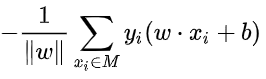 $-\frac{1}{\|w\|} \sum_{x_i \in M} y_i (w \cdot x_i + b)$